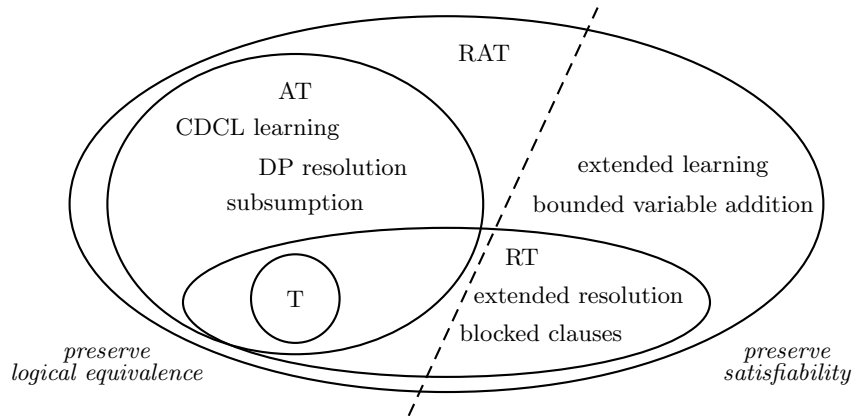 RAT
AT
CDCL learning
DP resolution
extended learning
subsumption
bounded variable addition
RT
T
extended resolution
blocked clauses
preserve
logical equivalence
preserve
satisfiability